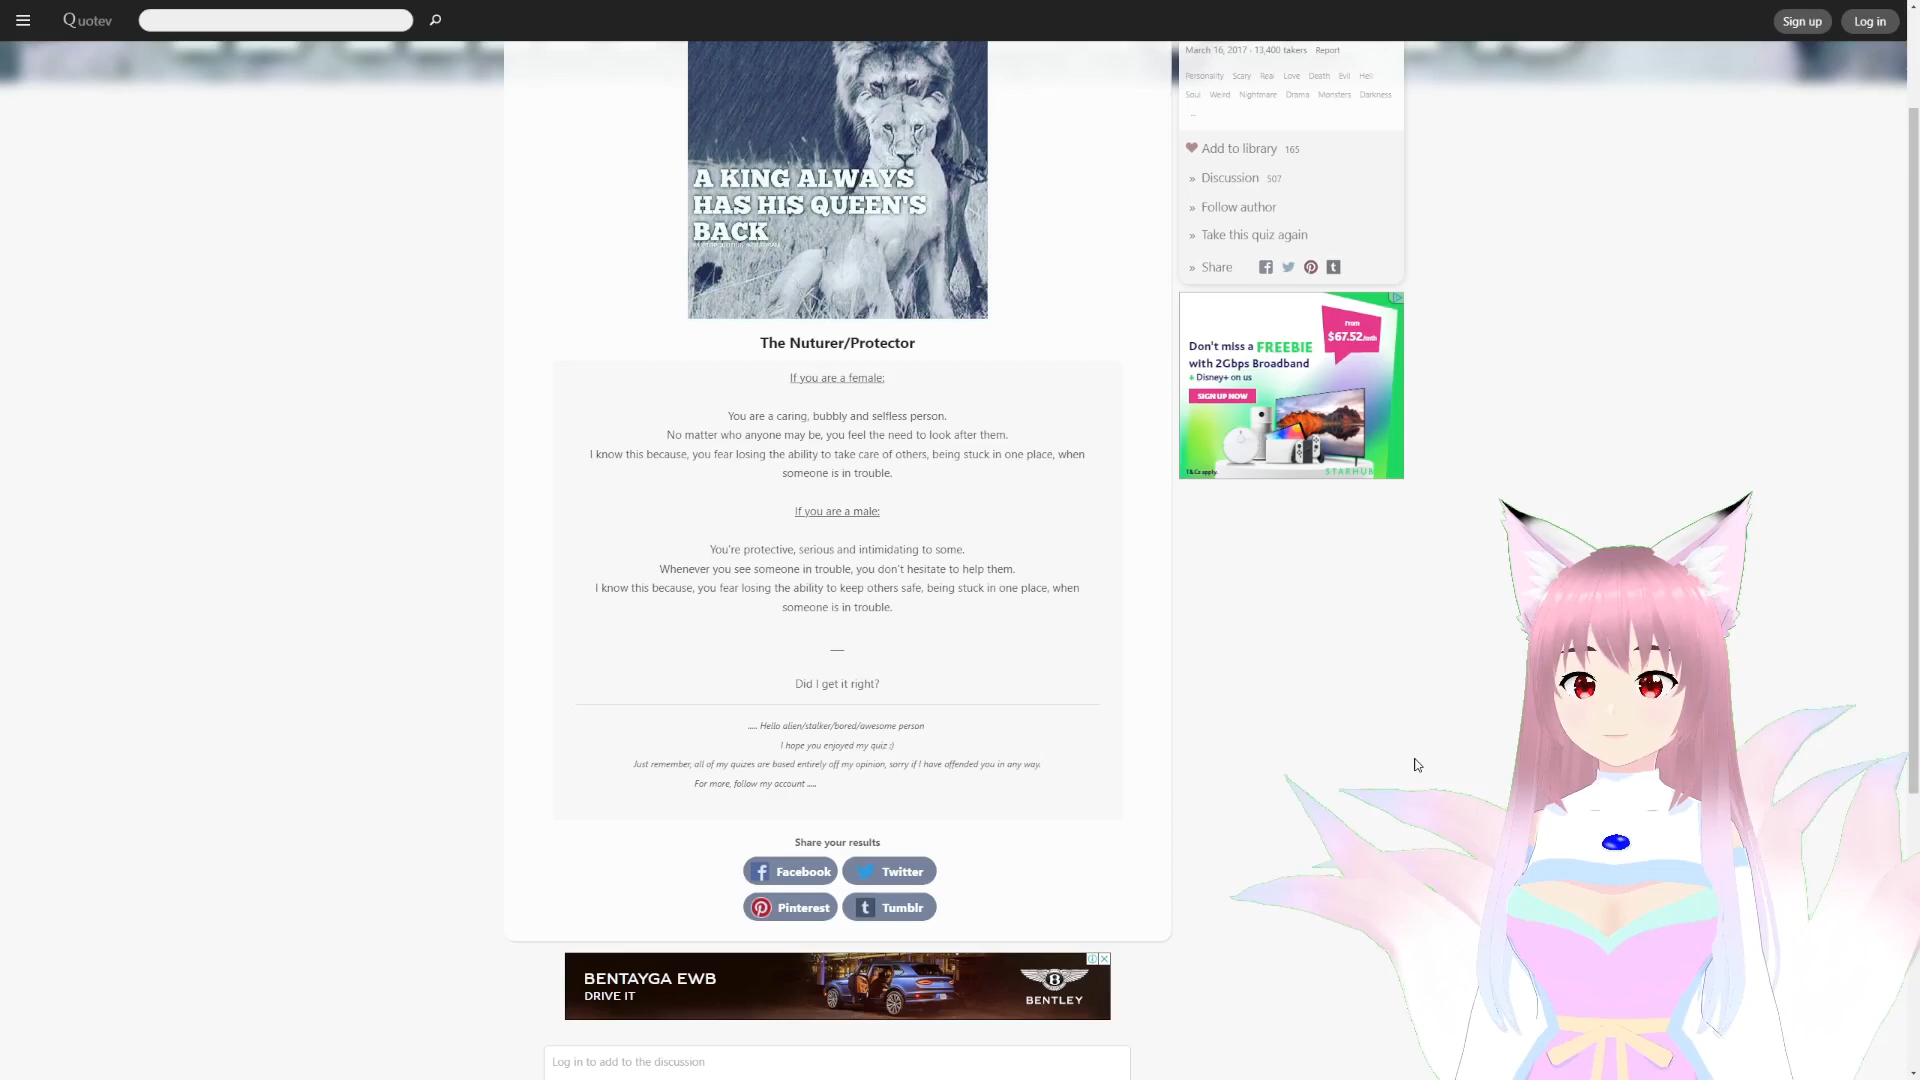 Quotev
Sign up
Log in
A KING ALWAYS
HAS HIS QUEEN'S
BACK
The Nuturer/Protector
If you are a female:
You are a caring, bubbly and selfless person.
No matter who anyone may be, you feel the need to look after them.
I know this because, you fear losing the ability to take care of others, being stuck in one place, when
someone is in trouble.
If you are a male:
You're protective, serious and intimidating to some.
Whenever you see someone in trouble, you don't hesitate to help them.
I know this because, you fear losing the ability to keep others safe, being stuck in one place, when
someone is in trouble.
Did I get it right?
..... Hello alien/stalker/bored/awesome person
I hope you enjoyed my quiz :)
Just remember, all of my quizes are based entirely off my opinion, sorry if I have offended you in any way.
For more, follow my account .....
Share your results
Facebook
Twitter
Pinterest
Tumblr
BENTAYGA EWB
DRIVE IT
BENTLEY
Log in to add to the discussion
March 16, 2017 · 13,400 takers Report
Personality Scary Real Love Death Evil Hell
Soul Weird Nightmare Drama Monsters Darkness
...
Add to library 165
» Discussion 507
» Follow author
» Take this quiz again
» Share
From
$67.52/mth
Don't miss a FREEBIE
with 2Gbps Broadband
+ Disney+ on us
SIGN UP NOW
T&Cs apply.
STARHUB